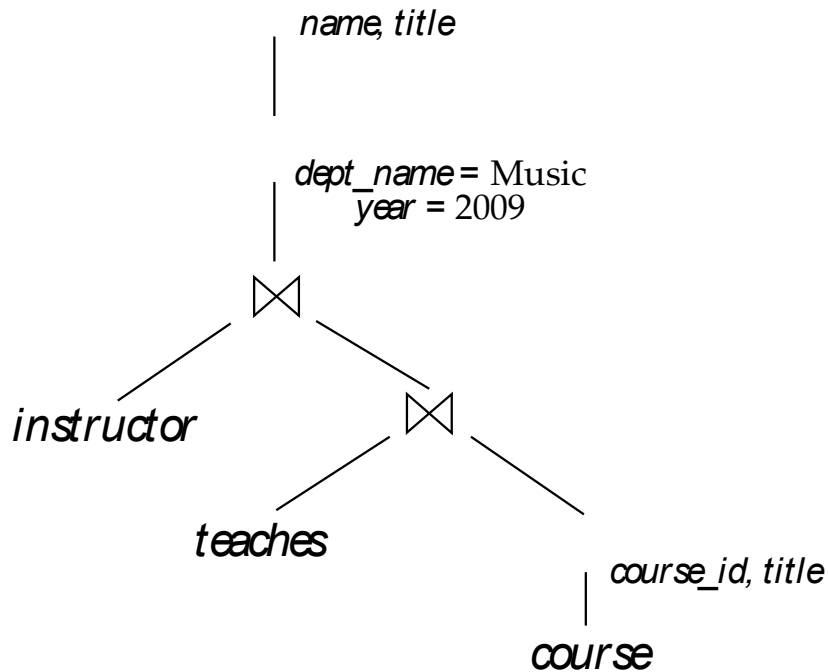 name, title
dept_name = Music
year = 2009
instructor
teaches
course_id, title
course